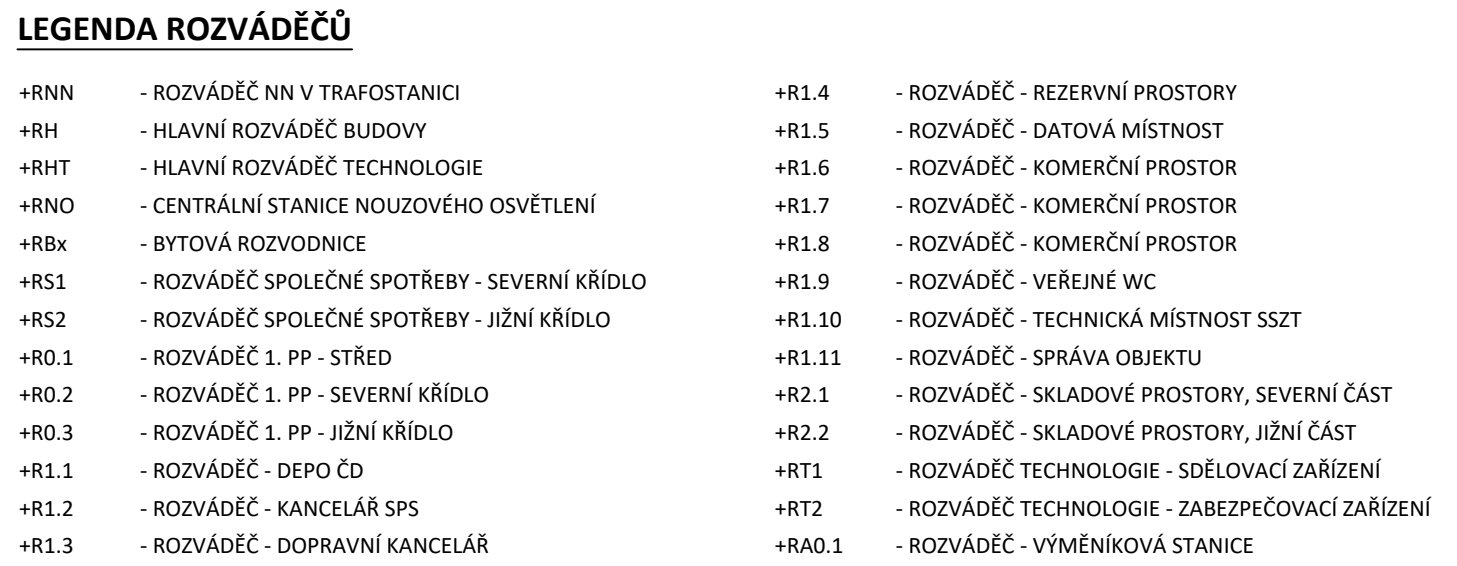 LEGENDA ROZVÁDĚČŮ
+RNN - ROZVÁDĚČ NN V TRAFOSTANICI
+RH - HLAVNÍ ROZVÁDĚČ BUDOVY
+RHT - HLAVNÍ ROZVÁDĚČ TECHNOLOGIE
+RNO - CENTRÁLNÍ STANICE NOUZOVÉHO OSVĚTLENÍ
+RBx - BYTOVÁ ROZVODNICE
+RS1 - ROZVÁDĚČ SPOLEČNÉ SPOTŘEBY - SEVERNÍ KŘÍDLO
+RS2 - ROZVÁDĚČ SPOLEČNÉ SPOTŘEBY - JIŽNÍ KŘÍDLO
+R0.1 - ROZVÁDĚČ 1. PP - STŘED
+R0.2 - ROZVÁDĚČ 1. PP - SEVERNÍ KŘÍDLO
+R0.3 - ROZVÁDĚČ 1. PP - JIŽNÍ KŘÍDLO
+R1.1 - ROZVÁDĚČ - DEPO ČD
+R1.2 - ROZVÁDĚČ - KANCELÁŘ SPS
+R1.3 - ROZVÁDĚČ - DOPRAVNÍ KANCELÁŘ
+R1.4 - ROZVÁDĚČ - REZERVNÍ PROSTORY
+R1.5 - ROZVÁDĚČ - DATOVÁ MÍSTNOST
+R1.6 - ROZVÁDĚČ - KOMERČNÍ PROSTOR
+R1.7 - ROZVÁDĚČ - KOMERČNÍ PROSTOR
+R1.8 - ROZVÁDĚČ - KOMERČNÍ PROSTOR
+R1.9 - ROZVÁDĚČ - VEŘEJNÉ WC
+R1.10 - ROZVÁDĚČ - TECHNICKÁ MÍSTNOST SSZT
+R1.11 - ROZVÁDĚČ - SPRÁVA OBJEKTU
+R2.1 - ROZVÁDĚČ - SKLADOVÉ PROSTORY, SEVERNÍ ČÁST
+R2.2 - ROZVÁDĚČ - SKLADOVÉ PROSTORY, JIŽNÍ ČÁST
+RT1 - ROZVÁDĚČ TECHNOLOGIE - SDĚLOVACÍ ZAŘÍZENÍ
+RT2 - ROZVÁDĚČ TECHNOLOGIE - ZABEZPEČOVACÍ ZAŘÍZENÍ
+RA0.1 - ROZVÁDĚČ - VÝMĚNÍKOVÁ STANICE